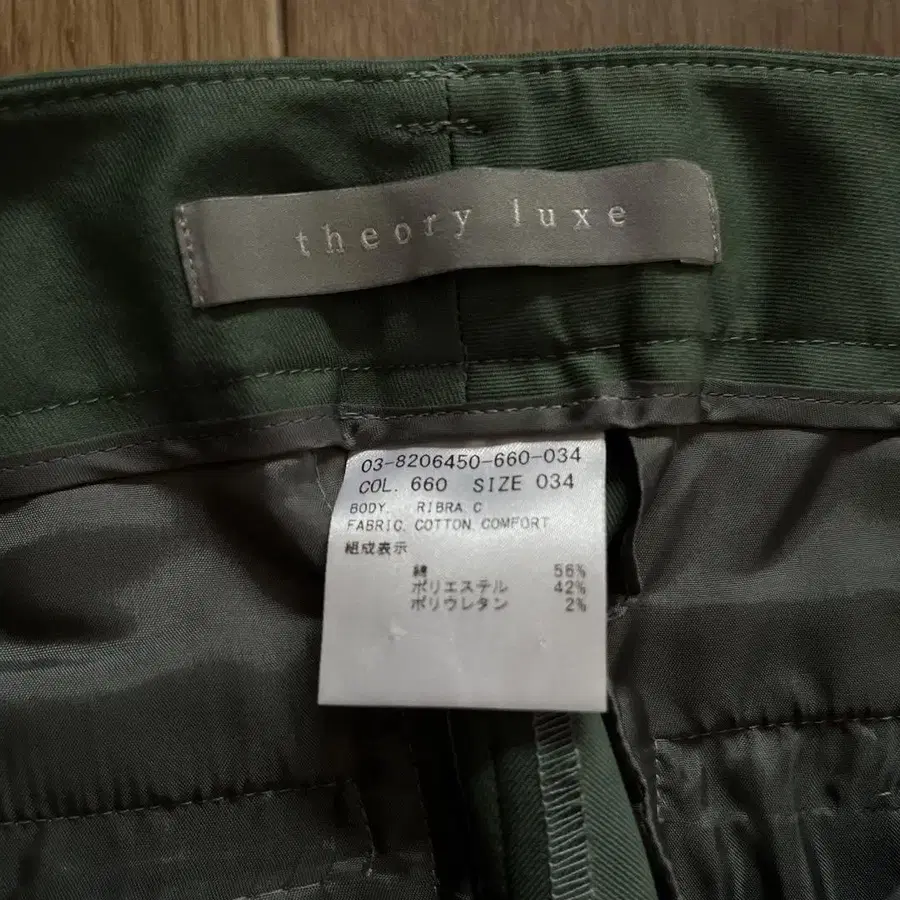 theory luxe
03-8206450-660-034
COL. 660 SIZE 034
BODY. RIBRA C
FABRIC. COTTON COMFORT
組成表示
綿 56%
ポリエステル 42%
ポリウレタン 2%